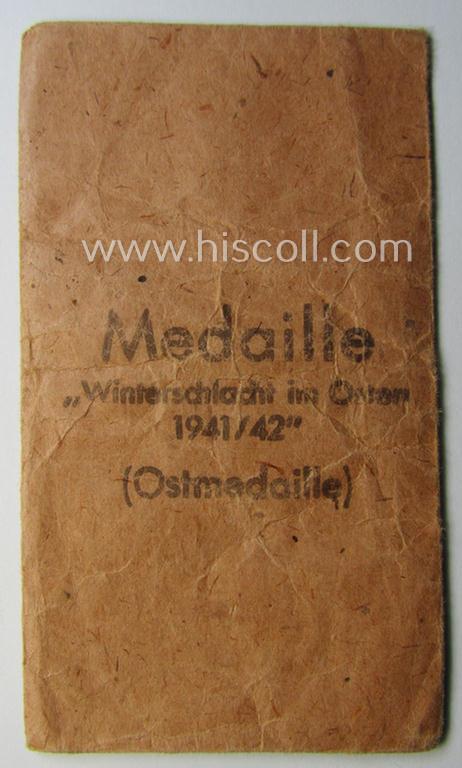 www.hiscoll.com
Medaille
„Winterschlacht im Osten
1941/42"
(Ostmedaille)